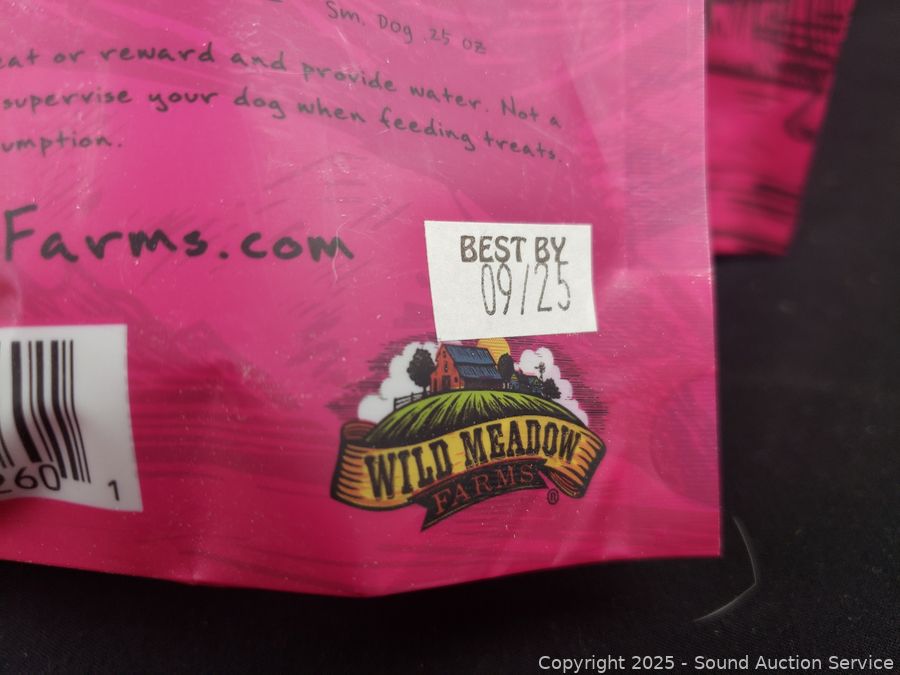 Sm. Dog .25 oz
eat or reward and provide water. Not a
supervise your dog when feeding treats.
umption.
Farms.com
BEST BY
09/25
WILD MEADOW
FARMS®
260 1
Copyright 2025 - Sound Auction Service